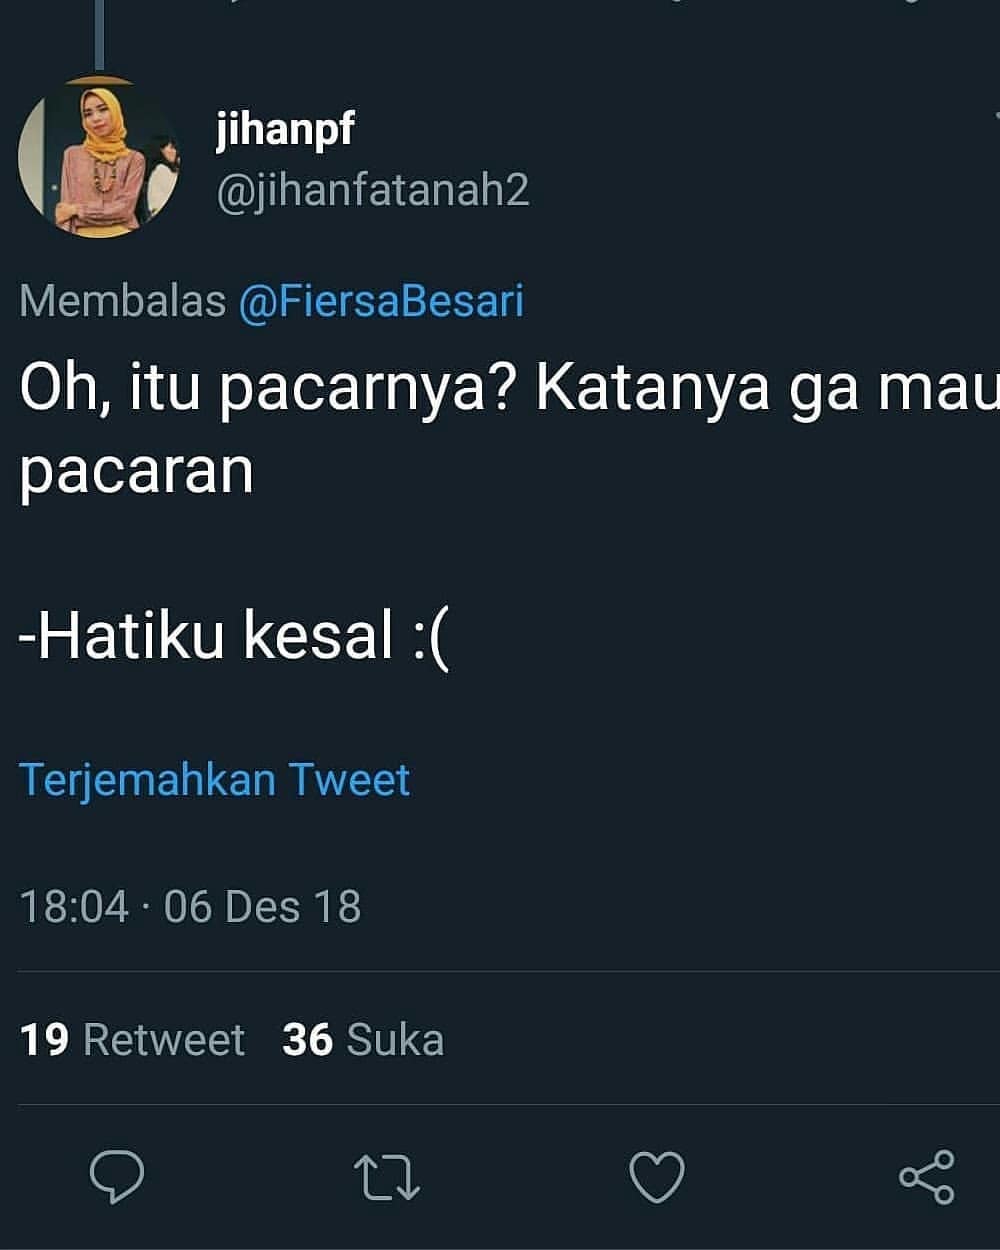 jihanpf
@jihanfatanah2
Membalas @FiersaBesari
Oh, itu pacarnya? Katanya ga mau
pacaran
-Hatiku kesal :(
Terjemahkan Tweet
18:04 · 06 Des 18
19 Retweet 36 Suka